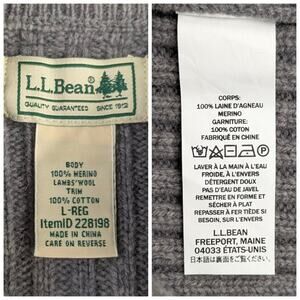 L.L.Bean®
QUALITY GUARANTEED SINCE 1912
BODY
100% MERINO
LAMBS' WOOL
TRIM
100% COTTON
L-REG
ItemID 228198
MADE IN CHINA
CARE ON REVERSE
CORPS:
100% LAINE D'AGNEAU
MERINO
GARNITURE:
100% COTON
FABRIQUÉ EN CHINE
LAVER À LA MAIN À L'EAU
FROIDE, À L'ENVERS
DÉTERGENT DOUX
PAS D'EAU DE JAVEL
REMETTRE EN FORME ET
SÉCHER À PLAT
REPASSER À FER TIÈDE SI
BESOIN, SUR L'ENVERS
L.L.BEAN
FREEPORT, MAINE
04033 ÉTATS-UNIS
日本語は裏面をご覧ください。